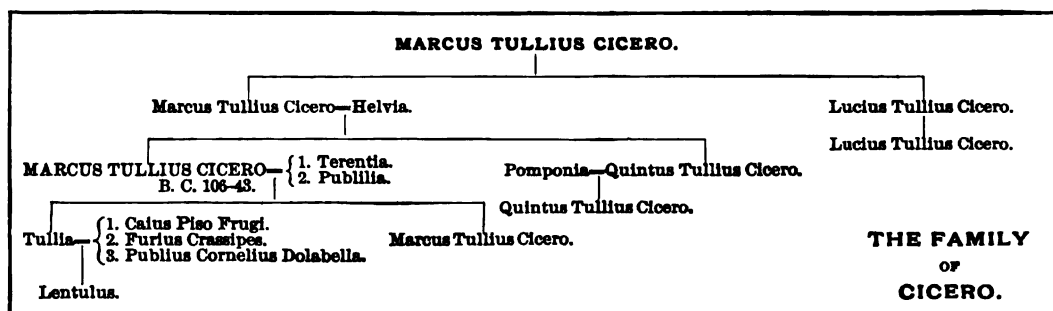 MARCUS TULLIUS CICERO.
Marcus Tullius Cicero=Helvia.
Lucius Tullius Cicero.
Lucius Tullius Cicero.
MARCUS TULLIUS CICERO= { 1. Terentia.
2. Publilia.
B. C. 106-43.
Pomponia=Quintus Tullius Cicero.
Quintus Tullius Cicero.
Tullia= { 1. Caius Piso Frugi.
2. Furius Crassipes.
3. Publius Cornelius Dolabella.
Marcus Tullius Cicero.
Lentulus.
THE FAMILY
OF
CICERO.